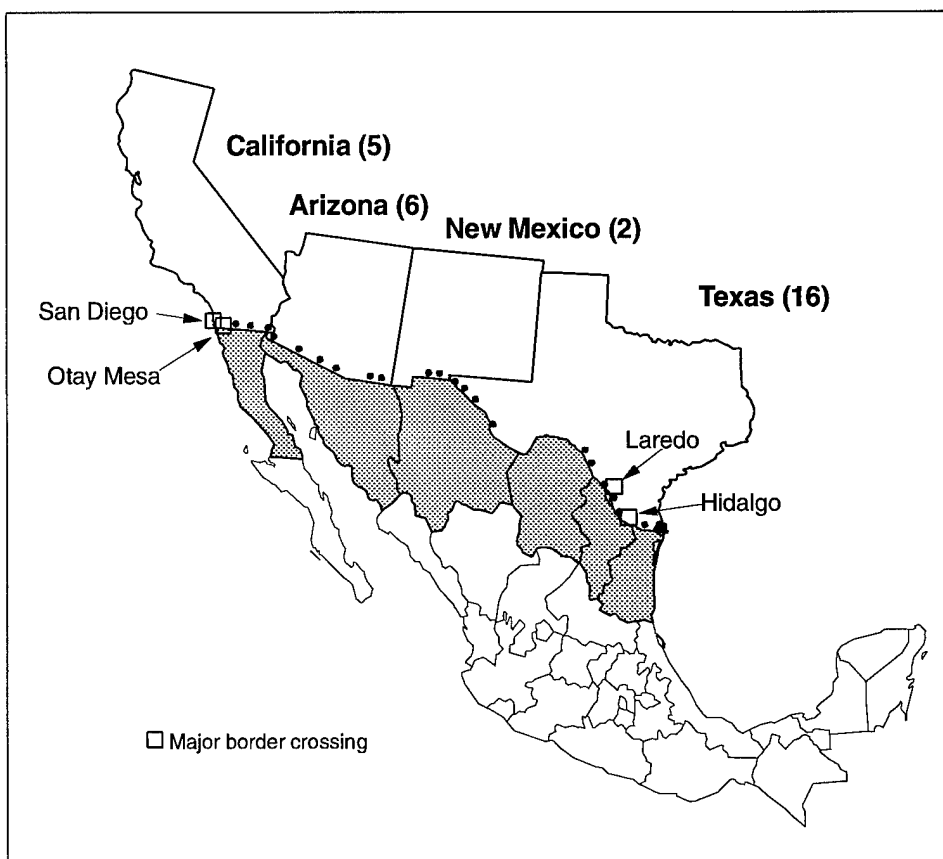 California (5)
Arizona (6)
New Mexico (2)
Texas (16)
San Diego
Otay Mesa
Laredo
Hidalgo
Major border crossing